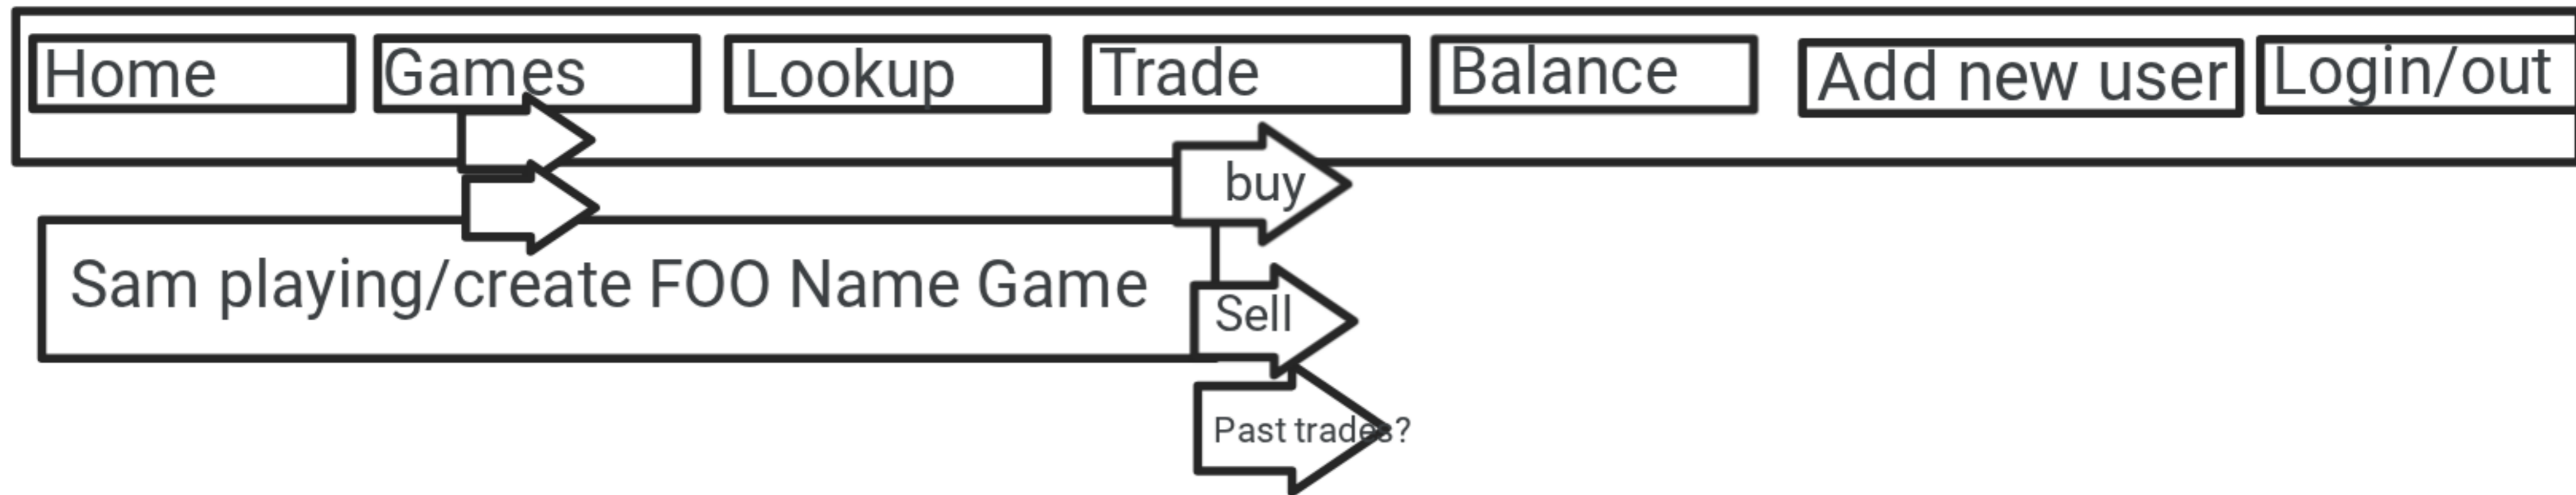 Home Games Lookup Trade Balance Add new user Login/out
buy
Sam playing/create FOO Name Game
Sell
Past trades?